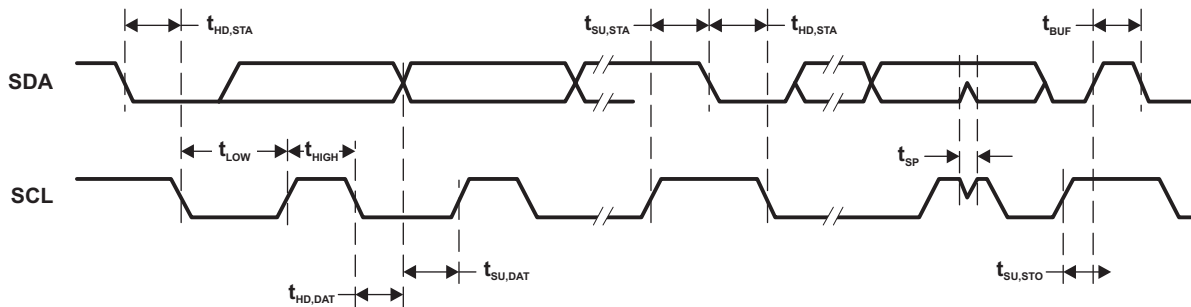 tHD,STA
tSU,STA
tHD,STA
tBUF
SDA
tLOW
tHIGH
tSP
SCL
tSU,DAT
tSU,STO
tHD,DAT